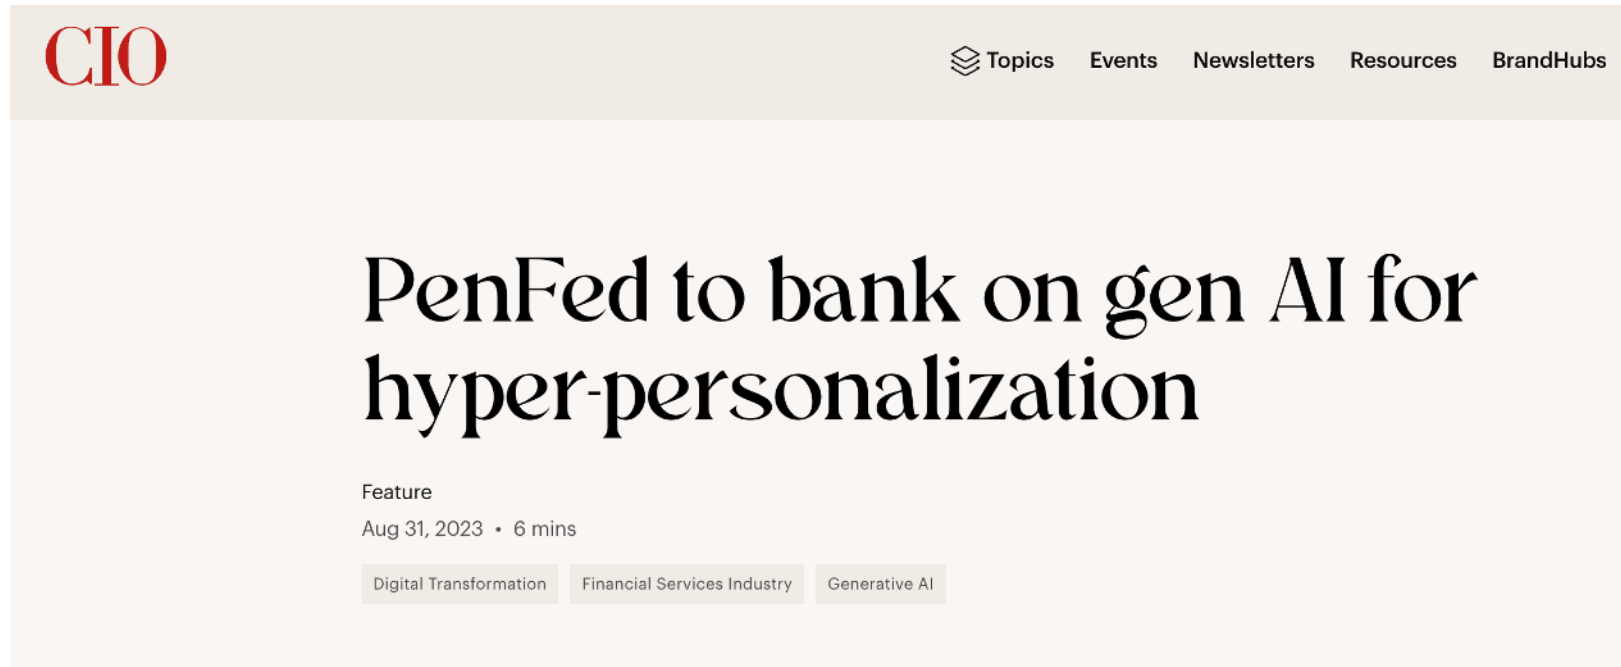 CIO
Topics Events Newsletters Resources BrandHubs
PenFed to bank on gen AI for
hyper-personalization
Feature
Aug 31, 2023 • 6 mins
Digital Transformation Financial Services Industry Generative AI